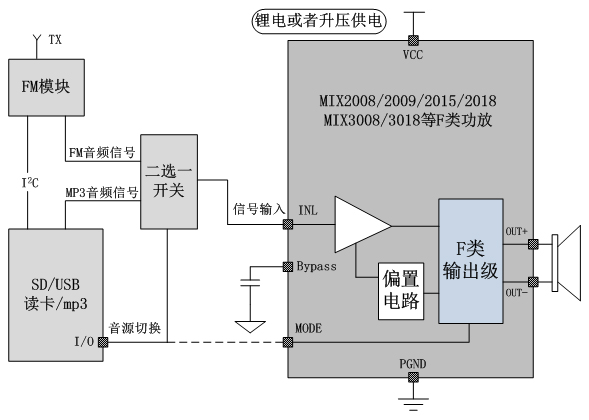 锂电或者升压供电
TX
VCC
FM模块
MIX2008/2009/2015/2018
MIX3008/3018等F类功放
FM音频信号
二选一
开关
I²C
MP3音频信号
信号输入
INL
OUT+
F类
输出级
Bypass
偏置
电路
OUT-
SD/USB
读卡/mp3
音源切换
I/O
MODE
PGND